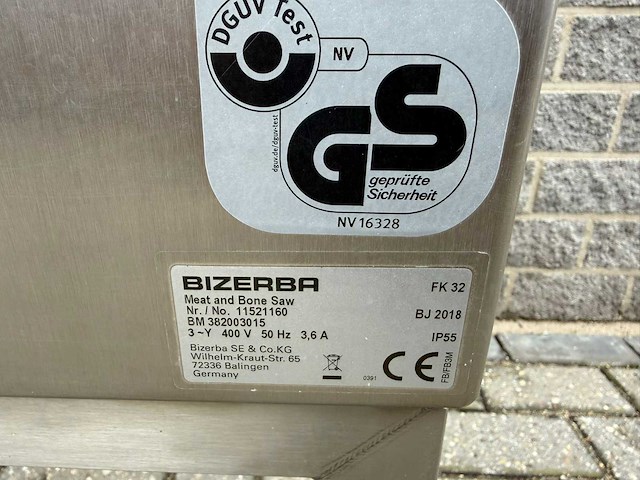 DGUV Test
NV
dguv.de/dguv-test
GS
geprüfte
Sicherheit
NV 16328
BIZERBA FK 32
Meat and Bone Saw
Nr. / No. 11521160 BJ 2018
BM 382003015
3 ~Y 400 V 50 Hz 3,6 A IP55
Bizerba SE & Co.KG
Wilhelm-Kraut-Str. 65
72336 Balingen
Germany
0391
CE
FB/FB3M